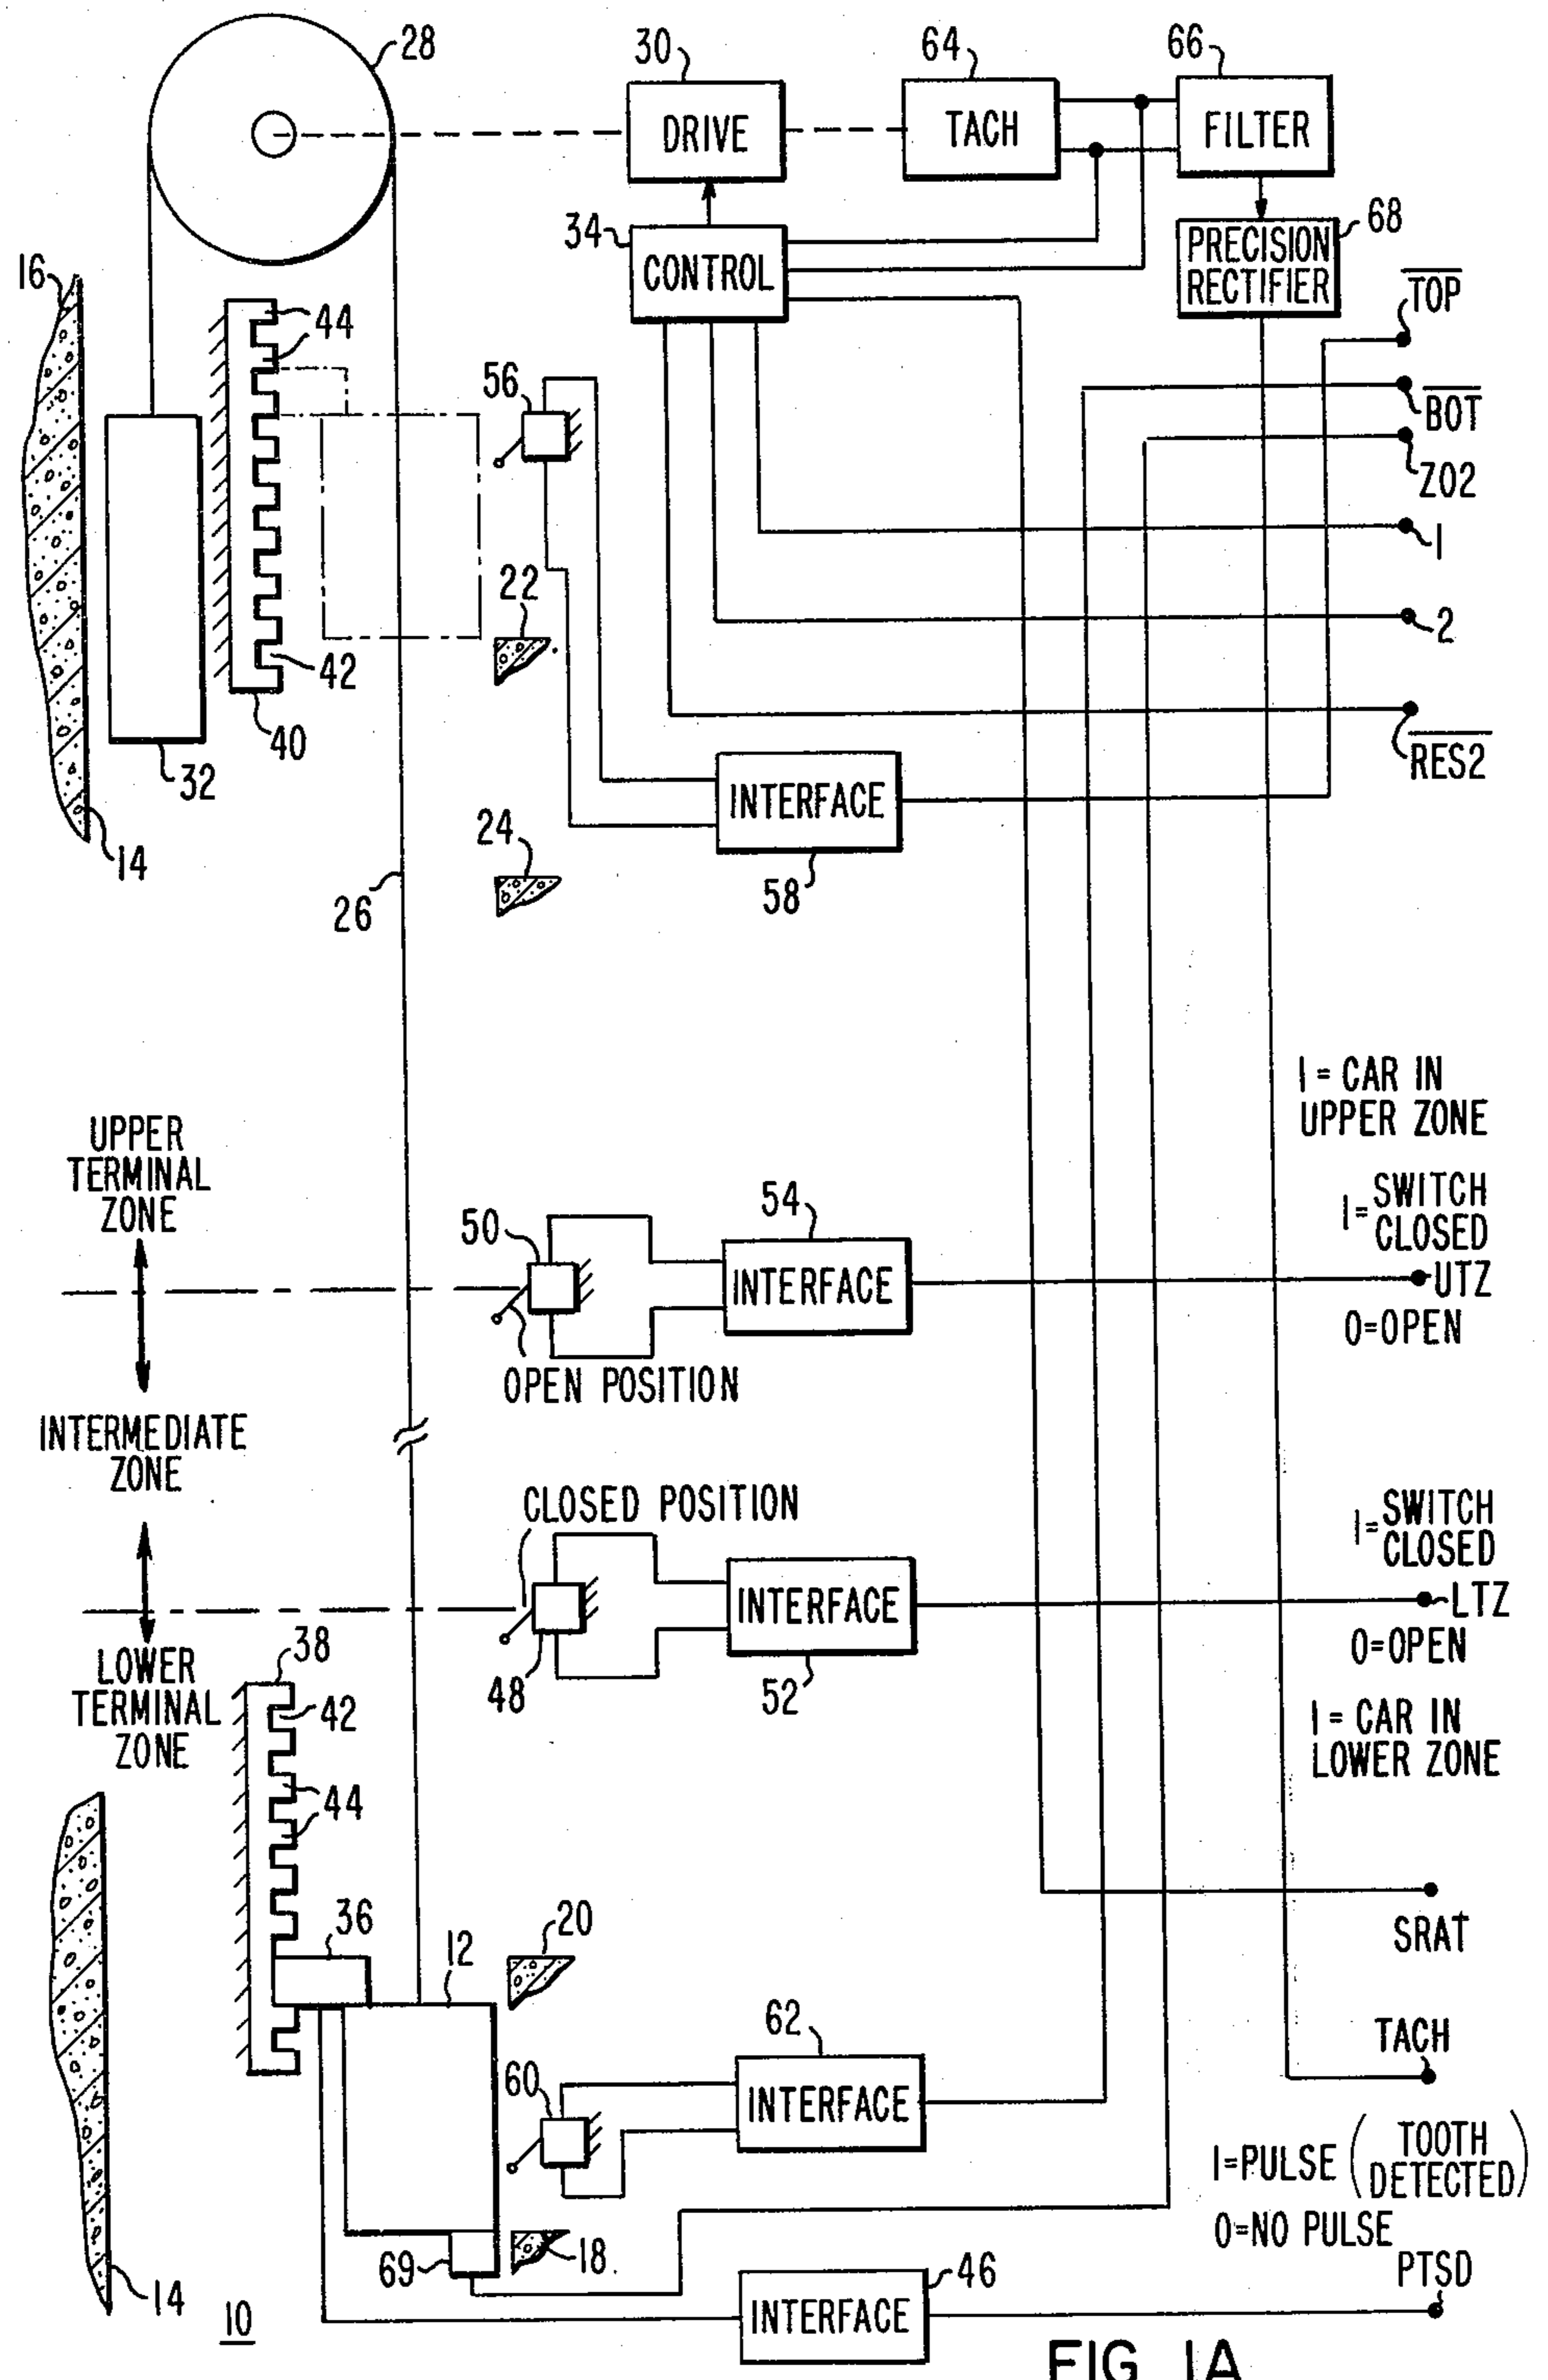 28
30
64
66
DRIVE
TACH
FILTER
34
CONTROL
68
PRECISION
RECTIFIER
16
44
TOP
56
BOT
Z02
1
22
2
42
40
32
RES2
INTERFACE
14
24
26
58
1 = CAR IN
UPPER ZONE
UPPER
TERMINAL
ZONE
50
54
1 = SWITCH
CLOSED
INTERFACE
UTZ
0=OPEN
OPEN POSITION
INTERMEDIATE
ZONE
CLOSED POSITION
1 = SWITCH
CLOSED
INTERFACE
LTZ
0=OPEN
LOWER
TERMINAL
ZONE
38
48
52
42
1 = CAR IN
LOWER ZONE
44
36
12
20
SRAT
62
TACH
60
INTERFACE
1=PULSE ( TOOTH
DETECTED )
0=NO PULSE
69
18
46
PTSD
14
10
INTERFACE
FIG. 1A